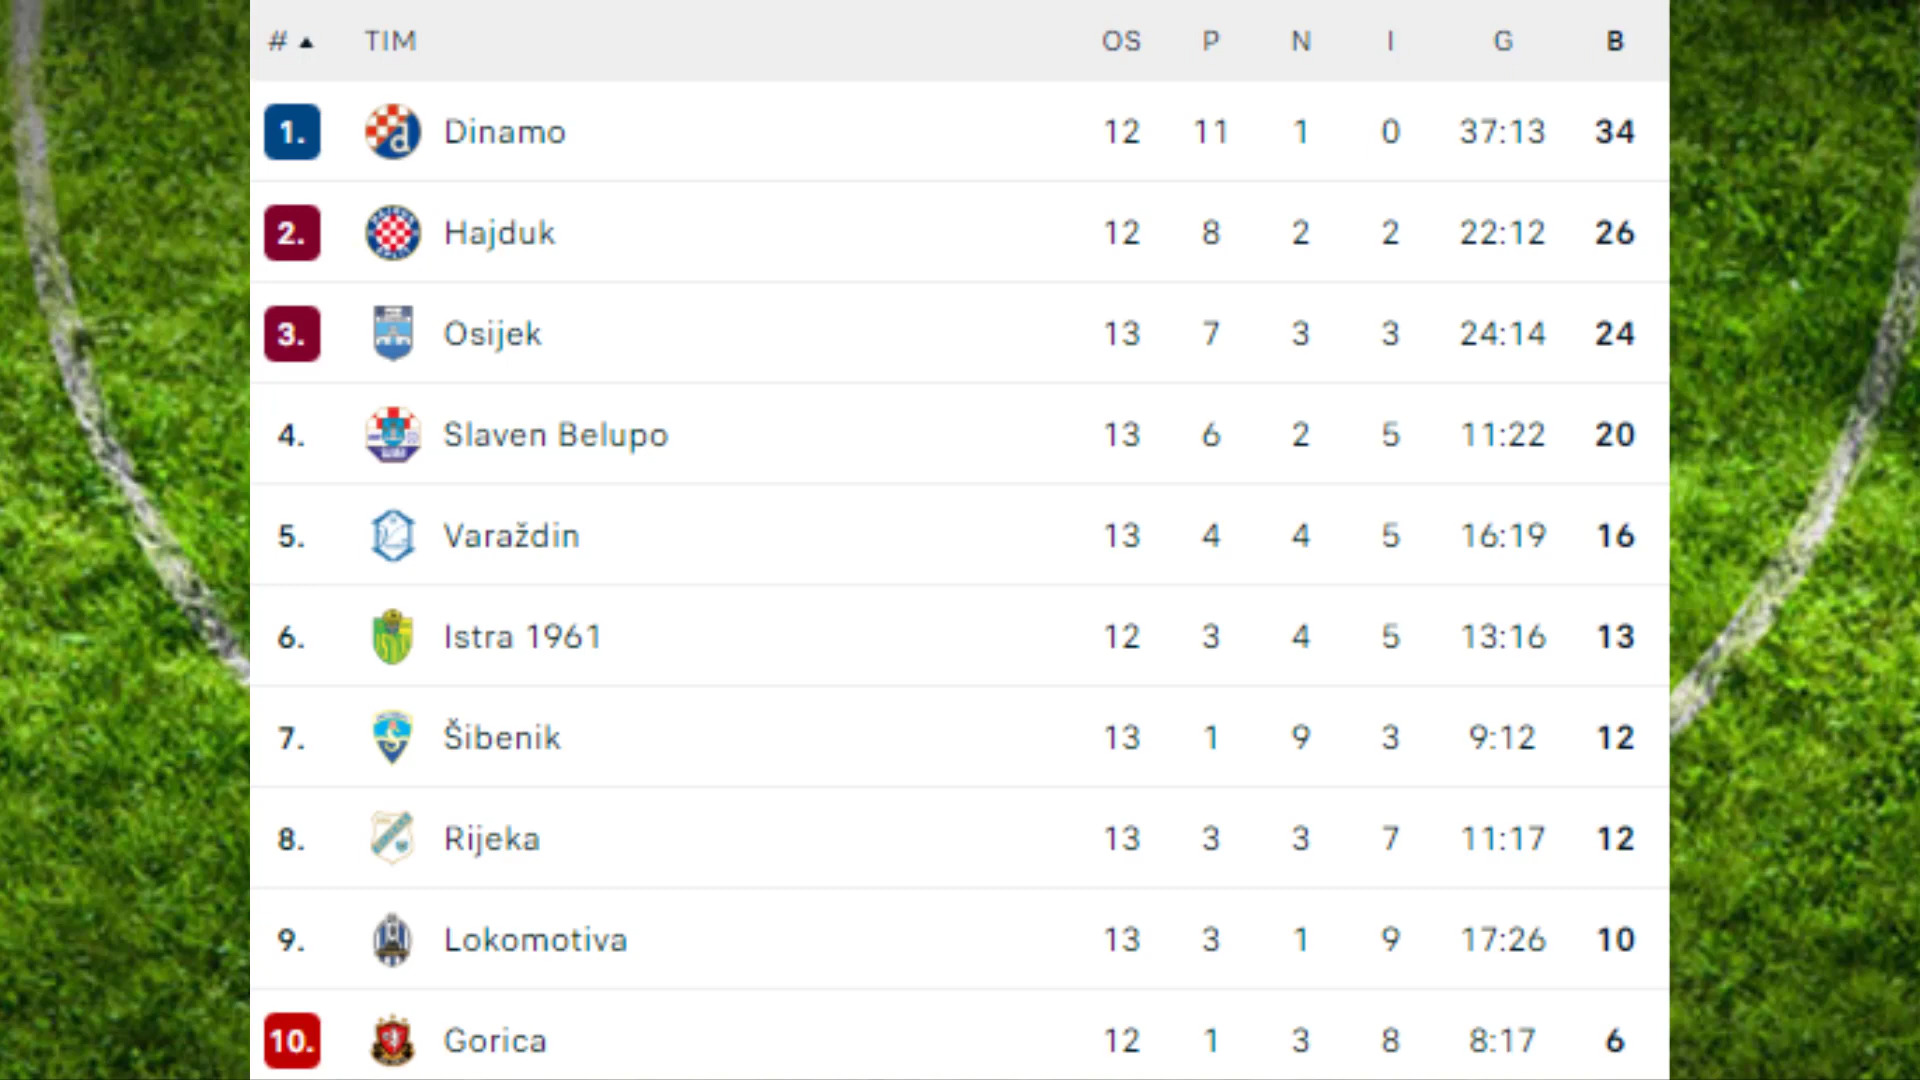 # ▲ TIM OS P N I G B
1. Dinamo 12 11 1 0 37:13 34
2. Hajduk 12 8 2 2 22:12 26
3. Osijek 13 7 3 3 24:14 24
4. Slaven Belupo 13 6 2 5 11:22 20
5. Varaždin 13 4 4 5 16:19 16
6. Istra 1961 12 3 4 5 13:16 13
7. Šibenik 13 1 9 3 9:12 12
8. Rijeka 13 3 3 7 11:17 12
9. Lokomotiva 13 3 1 9 17:26 10
10. Gorica 12 1 3 8 8:17 6